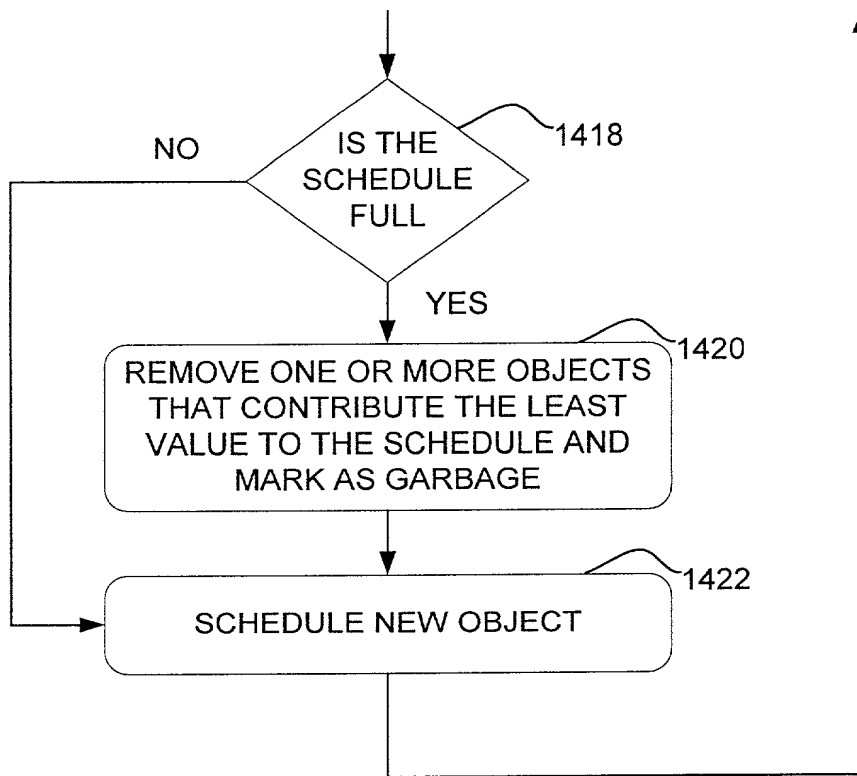 IS THE
SCHEDULE
FULL
1418
NO
YES
1420
REMOVE ONE OR MORE OBJECTS
THAT CONTRIBUTE THE LEAST
VALUE TO THE SCHEDULE AND
MARK AS GARBAGE
1422
SCHEDULE NEW OBJECT